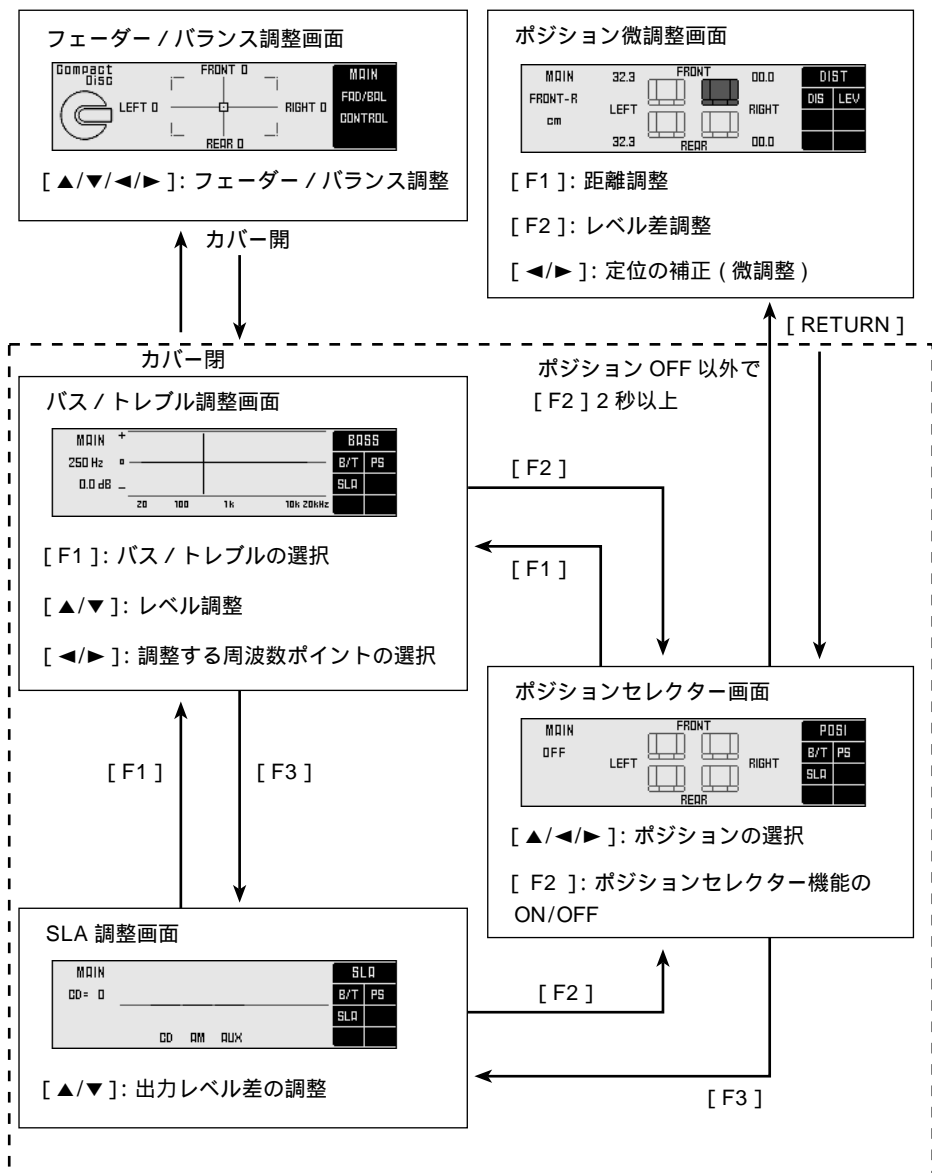 フェーダー / バランス調整画面
Compact
Disc
FRONT 0
LEFT 0
RIGHT 0
REAR 0
MAIN
FAD/BAL
CONTROL
[ ▲/▼/◄/► ]: フェーダー / バランス調整
ポジション微調整画面
MAIN
FRONT-R
cm
32.3
FRONT
00.0
LEFT
RIGHT
32.3
REAR
00.0
DIST
DIS LEV
[ F1 ]: 距離調整
[ F2 ]: レベル差調整
[ ◄/► ]: 定位の補正 ( 微調整 )
カバー開
カバー閉
[ RETURN ]
ポジション OFF 以外で
[ F2 ] 2 秒以上
バス / トレブル調整画面
MAIN
250 Hz
0.0 dB
+
0
–
20 100 1k 10k 20kHz
BASS
B/T PS
SLA
[ F1 ]: バス / トレブルの選択
[ ▲/▼ ]: レベル調整
[ ◄/► ]: 調整する周波数ポイントの選択
[ F2 ]
[ F1 ]
ポジションセレクター画面
MAIN
OFF
FRONT
LEFT
RIGHT
REAR
POSI
B/T PS
SLA
[ ▲/◄/► ]: ポジションの選択
[ F2 ]: ポジションセレクター機能の
ON/OFF
[ F1 ]
[ F3 ]
SLA 調整画面
MAIN
CD= 0
CD AM AUX
SLA
B/T PS
SLA
[ ▲/▼ ]: 出力レベル差の調整
[ F2 ]
[ F3 ]